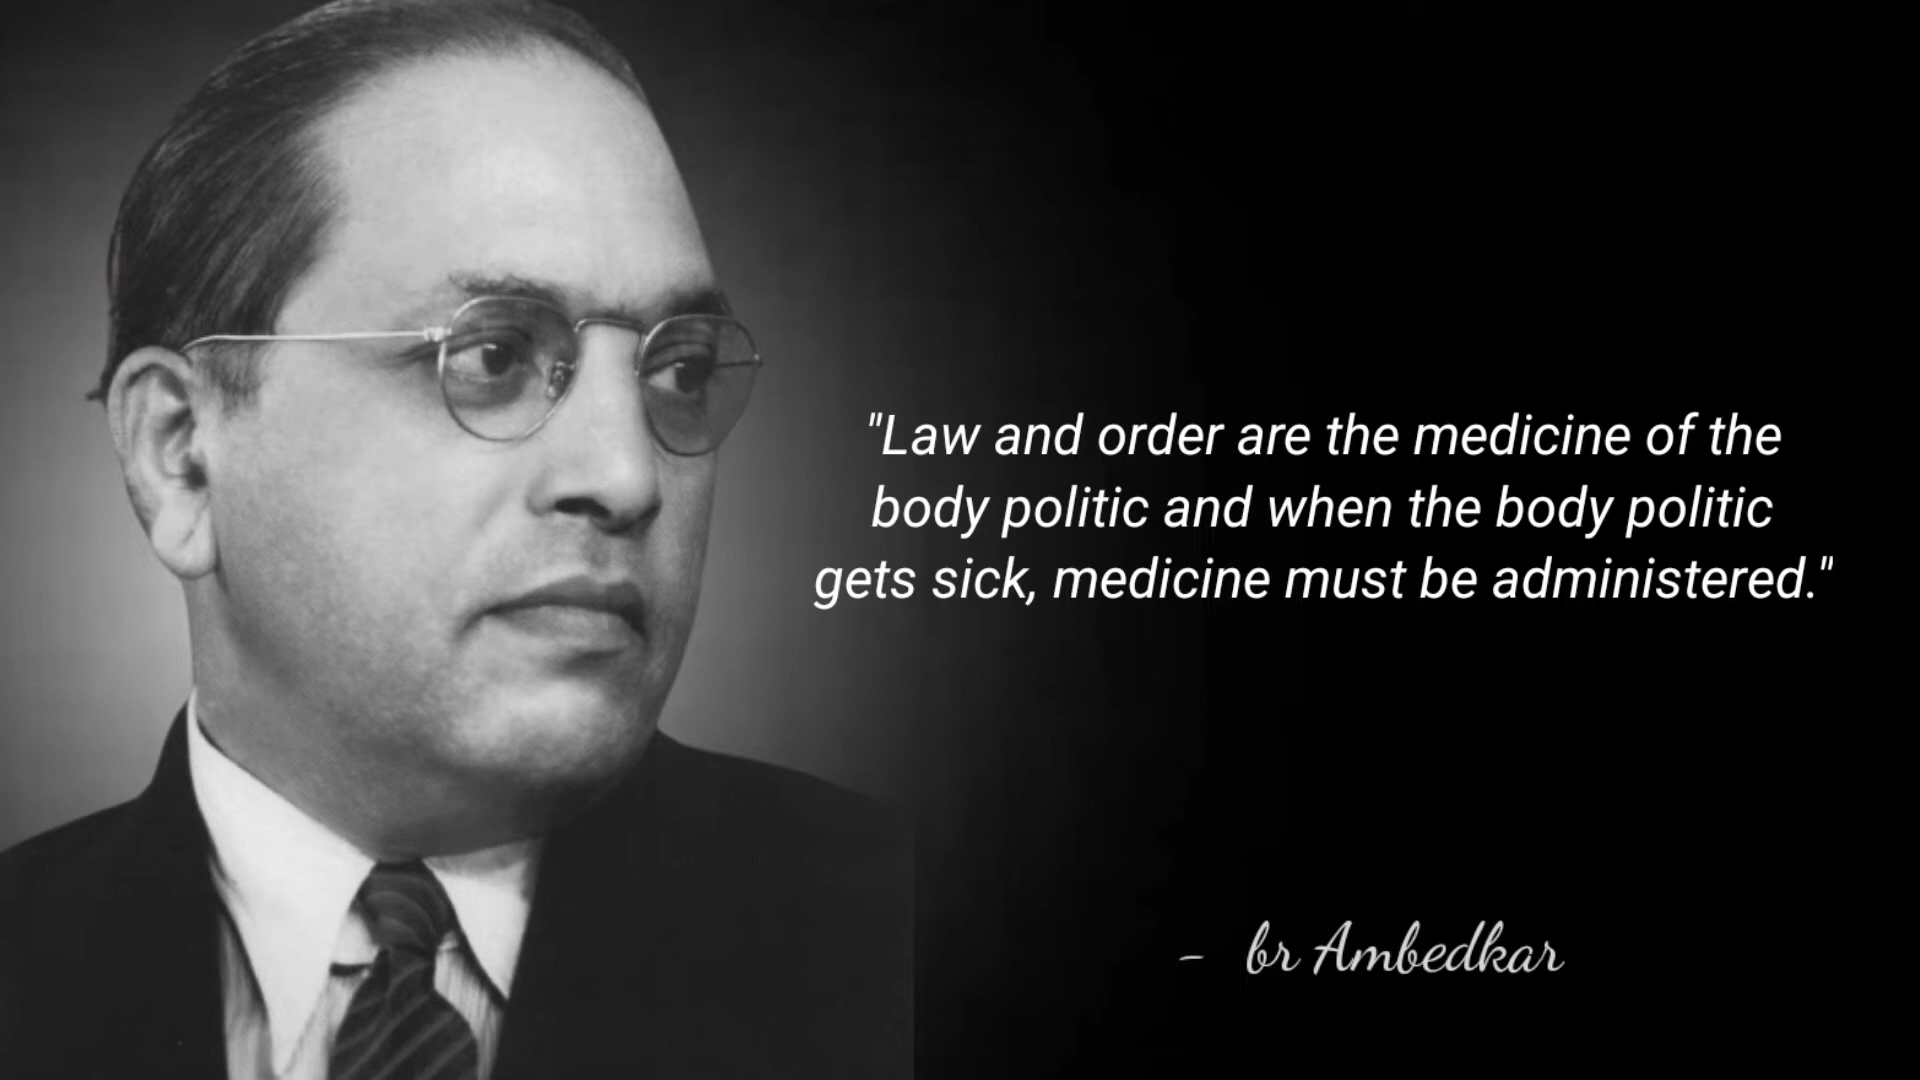 "Law and order are the medicine of the
body politic and when the body politic
gets sick, medicine must be administered."
- br Ambedkar